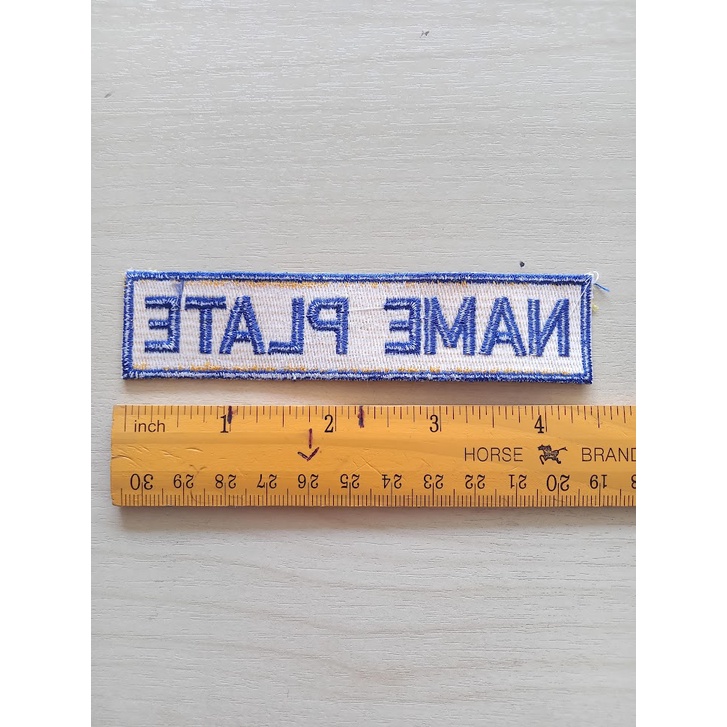 NAME PLATE
inch 1 2 3 4
HORSE BRAND
30 29 28 27 26 25 24 23 22 21 20 19